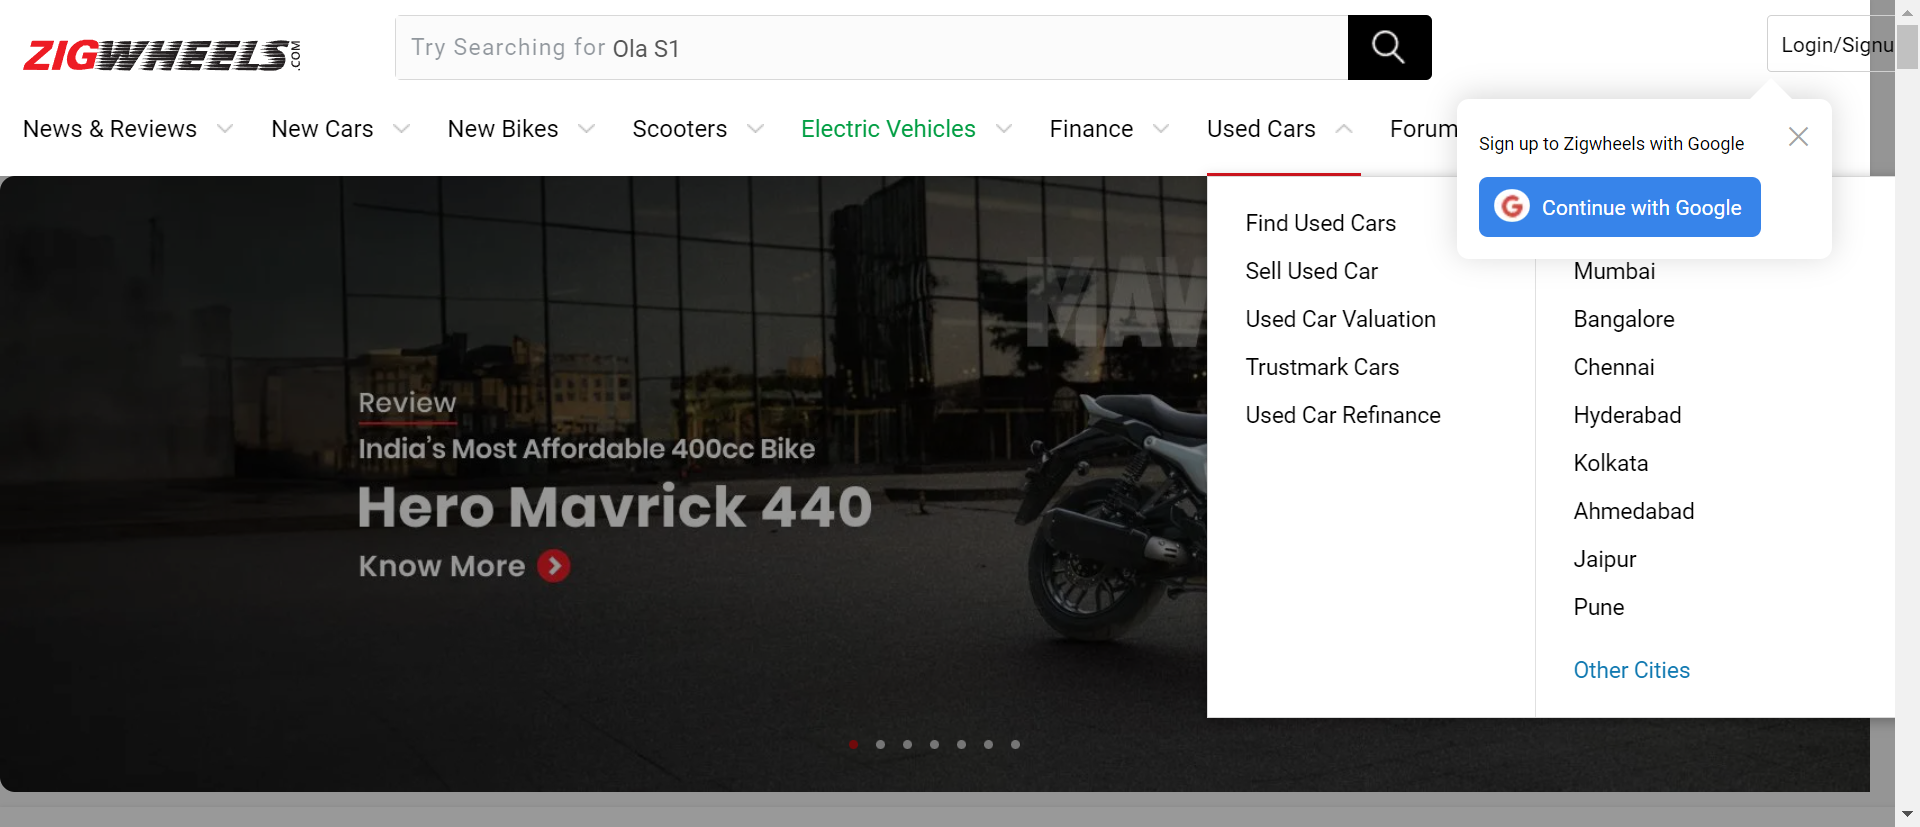 ZIGWHEELS.COM
Try Searching for Ola S1
Login/Signu
News & Reviews
New Cars
New Bikes
Scooters
Electric Vehicles
Finance
Used Cars
Forum
Sign up to Zigwheels with Google
Continue with Google
Find Used Cars
Sell Used Car
Used Car Valuation
Trustmark Cars
Used Car Refinance
Mumbai
Bangalore
Chennai
Hyderabad
Kolkata
Ahmedabad
Jaipur
Pune
Other Cities
MAV
Review
India's Most Affordable 400cc Bike
Hero Mavrick 440
Know More